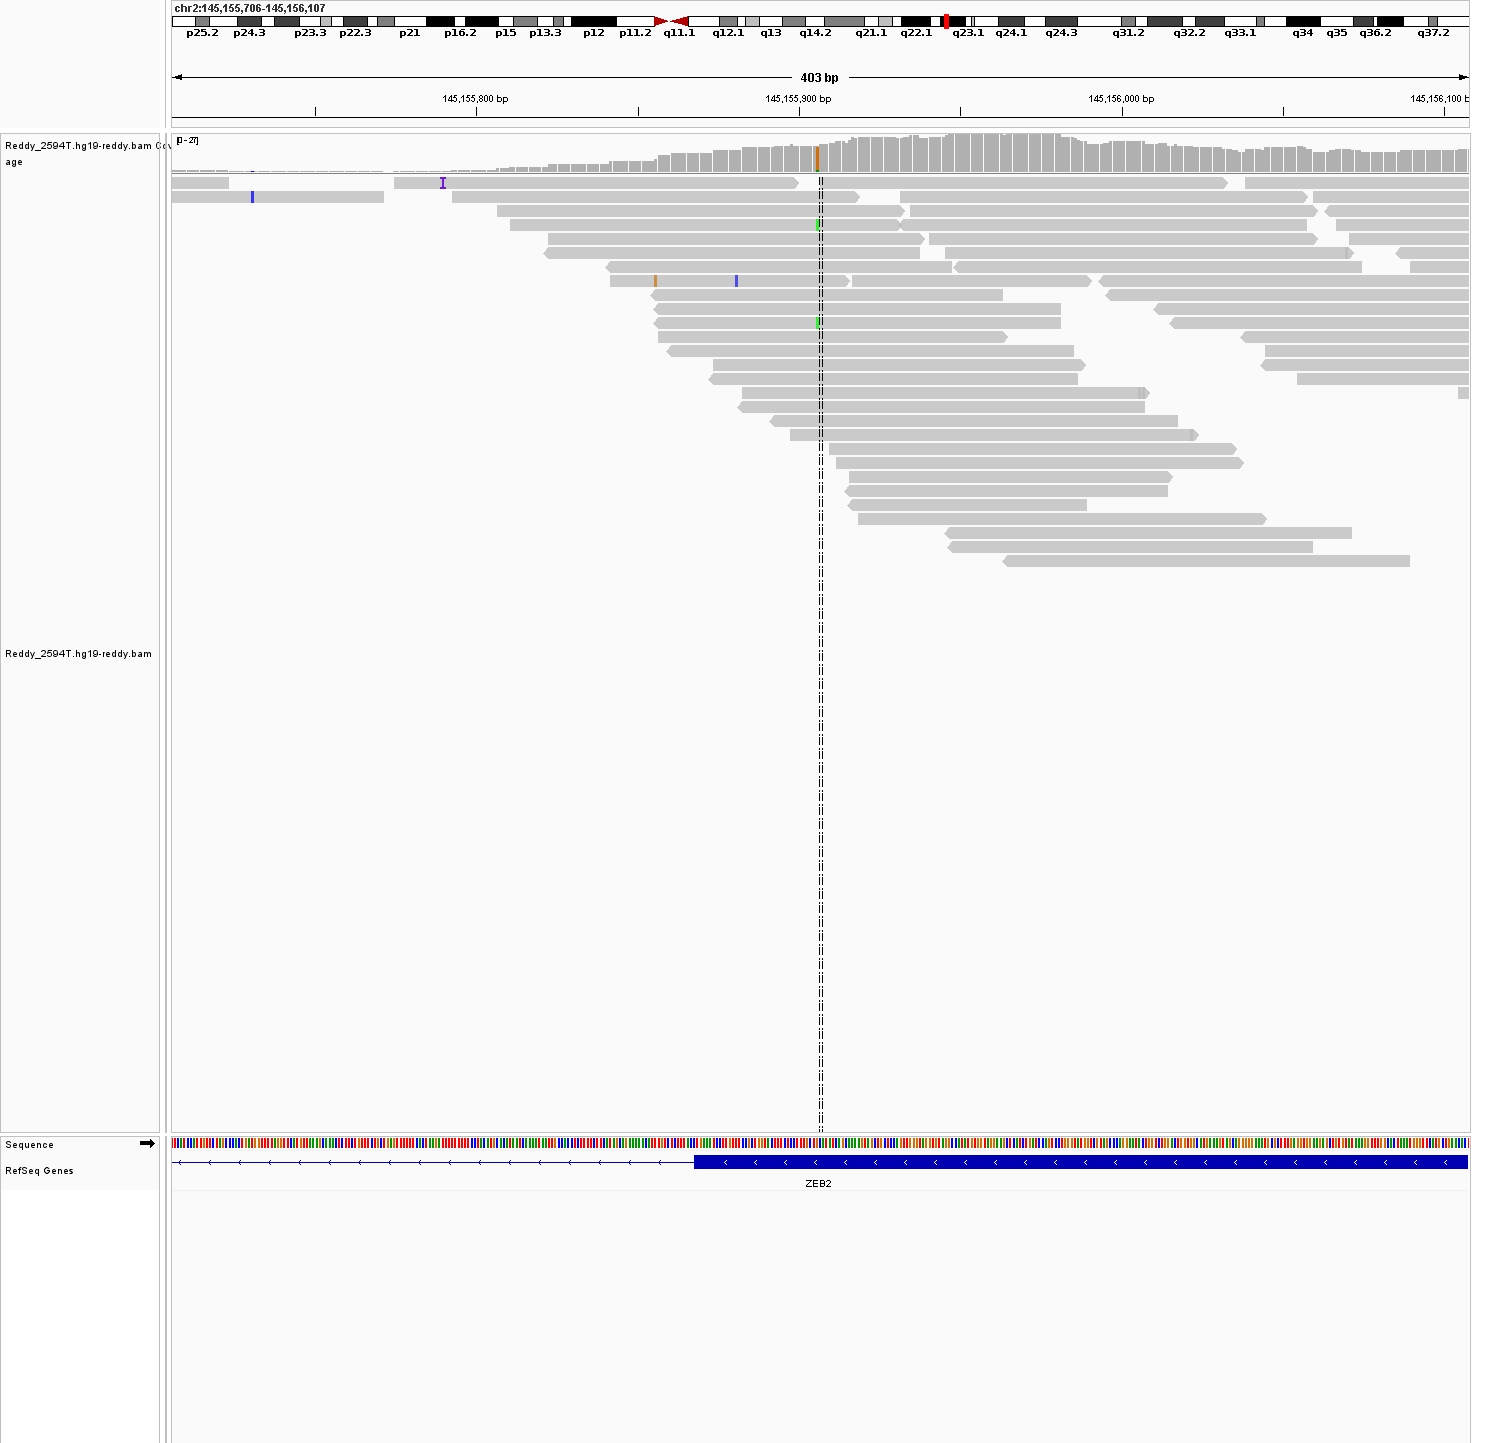 chr2:145,155,706-145,156,107
p25.2 p24.3 p23.3 p22.3 p21 p16.2 p15 p13.3 p12 p11.2 q11.1 q12.1 q13 q14.2 q21.1 q22.1 q23.1 q24.1 q24.3 q31.2 q32.2 q33.1 q34 q35 q36.2 q37.2
403 bp
145,155,800 bp 145,155,900 bp 145,156,000 bp 145,156,100 b
Reddy_2594T.hg19-reddy.bam Cov
age
[0 - 27]
Reddy_2594T.hg19-reddy.bam
Sequence
RefSeq Genes
ZEB2